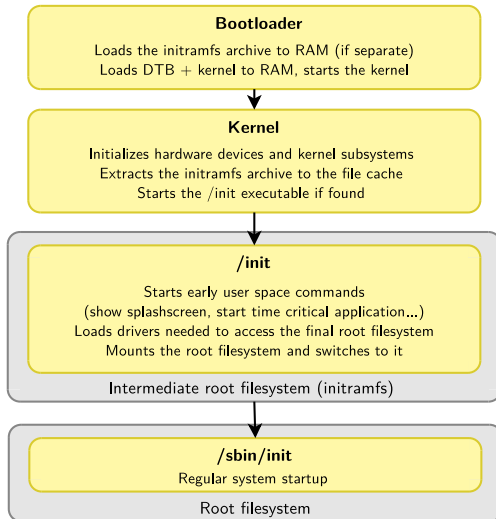 Bootloader
Loads the initramfs archive to RAM (if separate)
Loads DTB + kernel to RAM, starts the kernel
Kernel
Initializes hardware devices and kernel subsystems
Extracts the initramfs archive to the file cache
Starts the /init executable if found
/init
Starts early user space commands
(show splashscreen, start time critical application...)
Loads drivers needed to access the final root filesystem
Mounts the root filesystem and switches to it
Intermediate root filesystem (initramfs)
/sbin/init
Regular system startup
Root filesystem